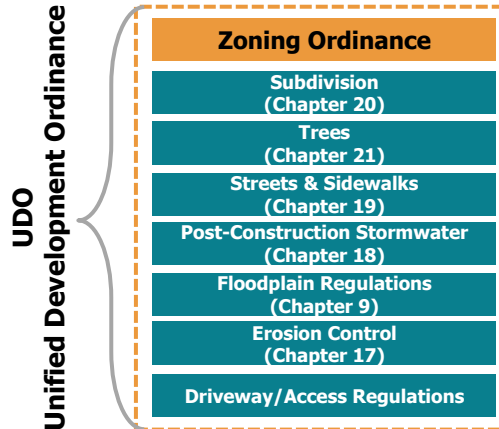 UDO
Unified Development Ordinance
Zoning Ordinance
Subdivision
(Chapter 20)
Trees
(Chapter 21)
Streets & Sidewalks
(Chapter 19)
Post-Construction Stormwater
(Chapter 18)
Floodplain Regulations
(Chapter 9)
Erosion Control
(Chapter 17)
Driveway/Access Regulations